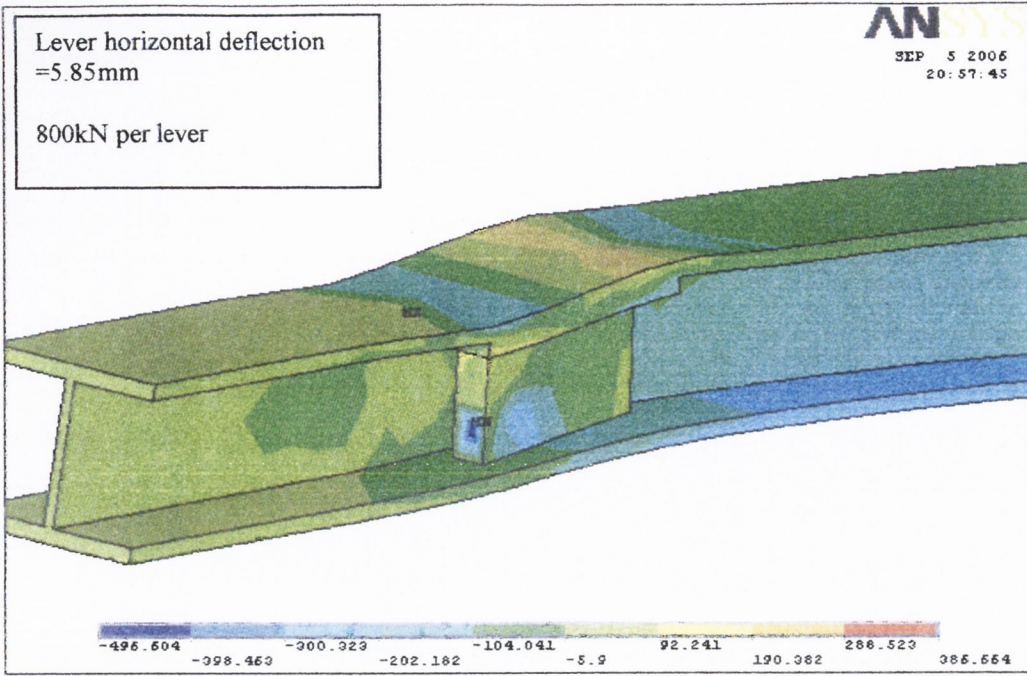 Lever horizontal deflection
=5.85mm
800kN per lever
ANSYS
SEP 5 2006
20:57:45
-496.604 -300.323 -104.041 92.241 288.523
-398.463 -202.182 -5.9 190.382 386.664